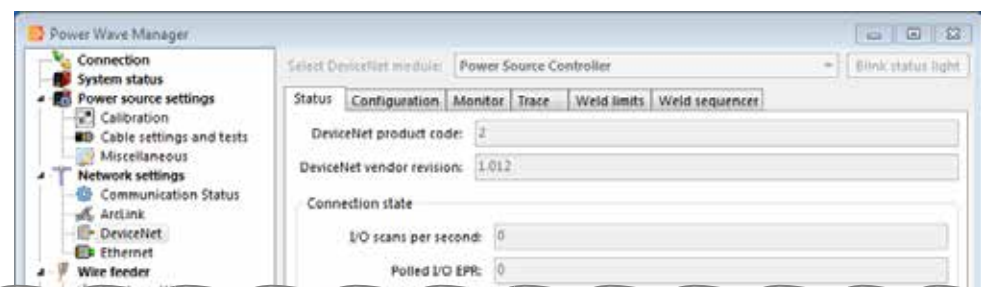 Power Wave Manager
Connection
System status
Power source settings
Calibration
Cable settings and tests
Miscellaneous
Network settings
Communication Status
ArcLink
DeviceNet
Ethernet
Wire feeder
Select DeviceNet module: Power Source Controller Blink status light
Status Configuration Monitor Trace Weld limits Weld sequencer
DeviceNet product code: 2
DeviceNet vendor revision: 1.012
Connection state
I/O scans per second: 0
Polled I/O EPR: 0